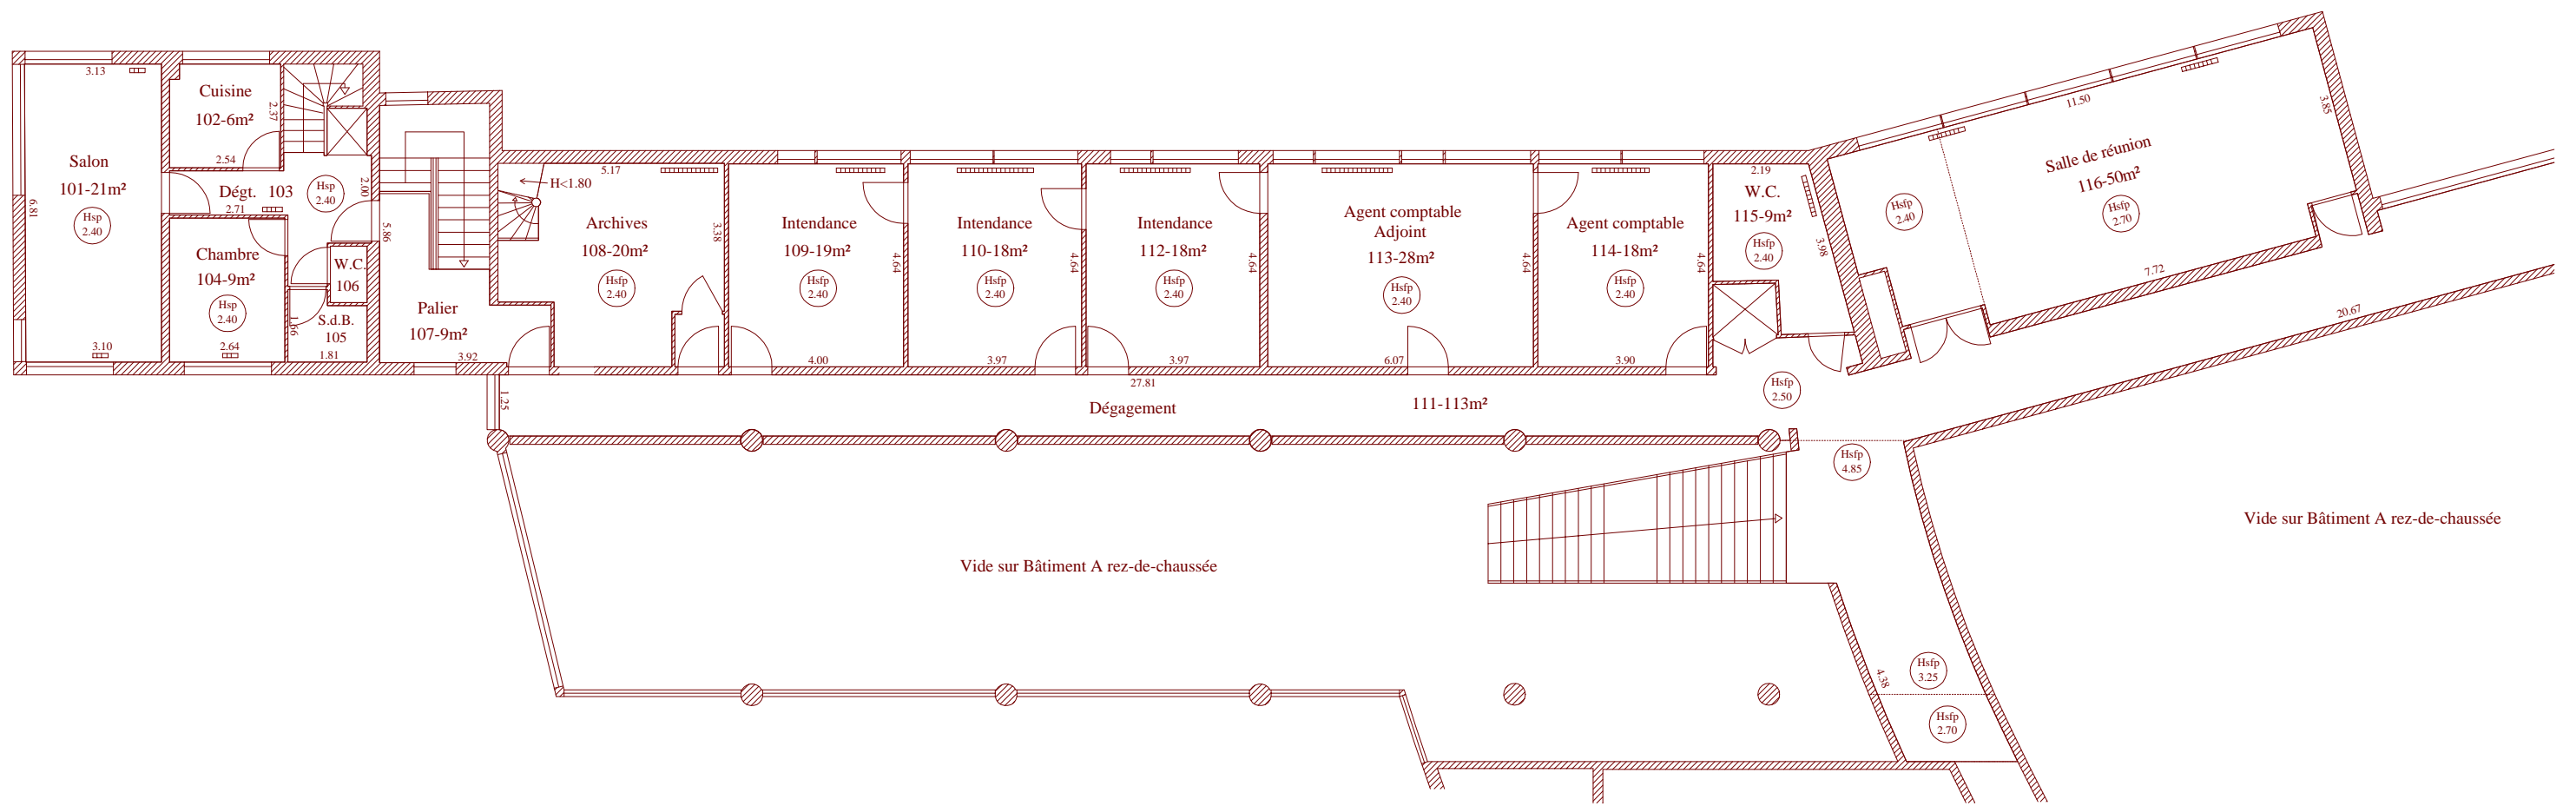 3.13
Salon
101-21m²
Hsp
2.40
6.81
3.10
Cuisine
102-6m²
2.37
2.54
Dégt. 103
2.71
Hsp
2.40
2.00
Chambre
104-9m²
Hsp
2.40
2.64
W.C.
106
S.d.B.
105
1.66
1.81
5.86
Palier
107-9m²
3.92
H<1.80
5.17
Archives
108-20m²
Hsfp
2.40
3.38
Intendance
109-19m²
Hsfp
2.40
4.64
4.00
Intendance
110-18m²
Hsfp
2.40
4.64
3.97
Intendance
112-18m²
Hsfp
2.40
4.64
3.97
Agent comptable
Adjoint
113-28m²
Hsfp
2.40
4.64
6.07
Agent comptable
114-18m²
Hsfp
2.40
4.64
3.90
2.19
W.C.
115-9m²
Hsfp
2.40
3.98
Hsfp
2.40
11.50
Salle de réunion
116-50m²
Hsfp
2.70
3.85
7.72
20.67
27.81
1.25
Dégagement
111-113m²
Hsfp
2.50
Hsfp
4.85
Vide sur Bâtiment A rez-de-chaussée
Vide sur Bâtiment A rez-de-chaussée
4.38
Hsfp
3.25
Hsfp
2.70